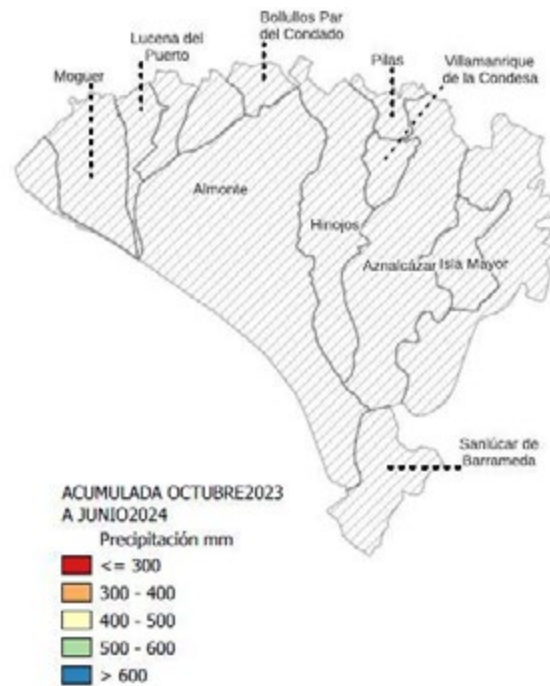 Bollullos Par
del Condado
Lucena del
Puerto
Moguer
Pilas
Villamanrique
de la Condesa
Almonte
Hinojos
Aznalcázar
Isla Mayor
Sanlúcar de
Barrameda
ACUMULADA OCTUBRE2023
A JUNIO2024
Precipitación mm
<= 300
300 - 400
400 - 500
500 - 600
> 600